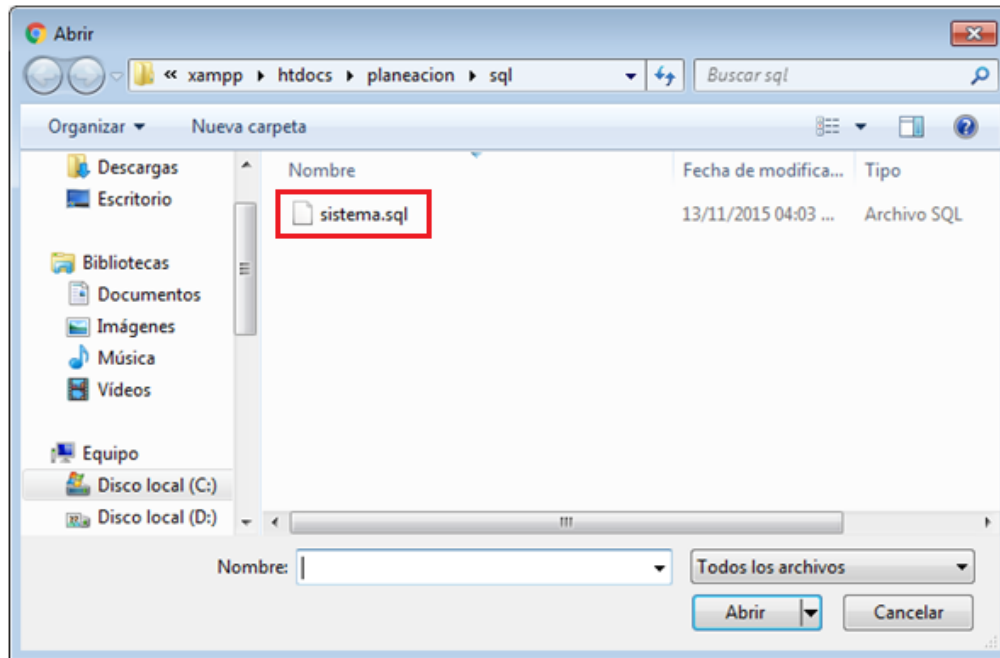 Abrir
« xampp ▸ htdocs ▸ planeacion ▸ sql
Buscar sql
Organizar
Nueva carpeta
Descargas
Escritorio
Bibliotecas
Documentos
Imágenes
Música
Vídeos
Equipo
Disco local (C:)
Disco local (D:)
Nombre
Fecha de modifica...
Tipo
sistema.sql
13/11/2015 04:03 ...
Archivo SQL
Nombre:
Todos los archivos
Abrir
Cancelar